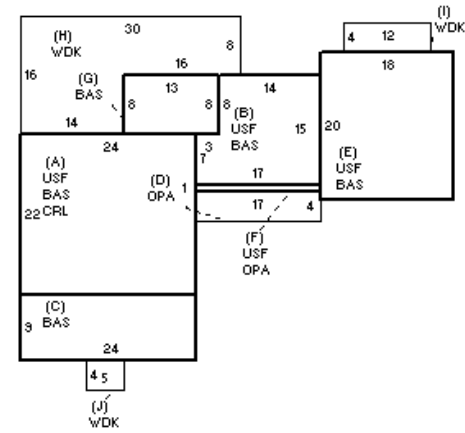 (I)
WDK
30
4 12
(H)
WDK
8
16
18
16
(G)
BAS
13
14
8 8 8
(B)
USF
BAS
15
20
14
24
3
7
(A)
USF
BAS
CRL
22
(D)
OPA
1
17
(E)
USF
BAS
17
4
(F)
USF
OPA
(C)
BAS
9
24
4 5
(J)
WDK